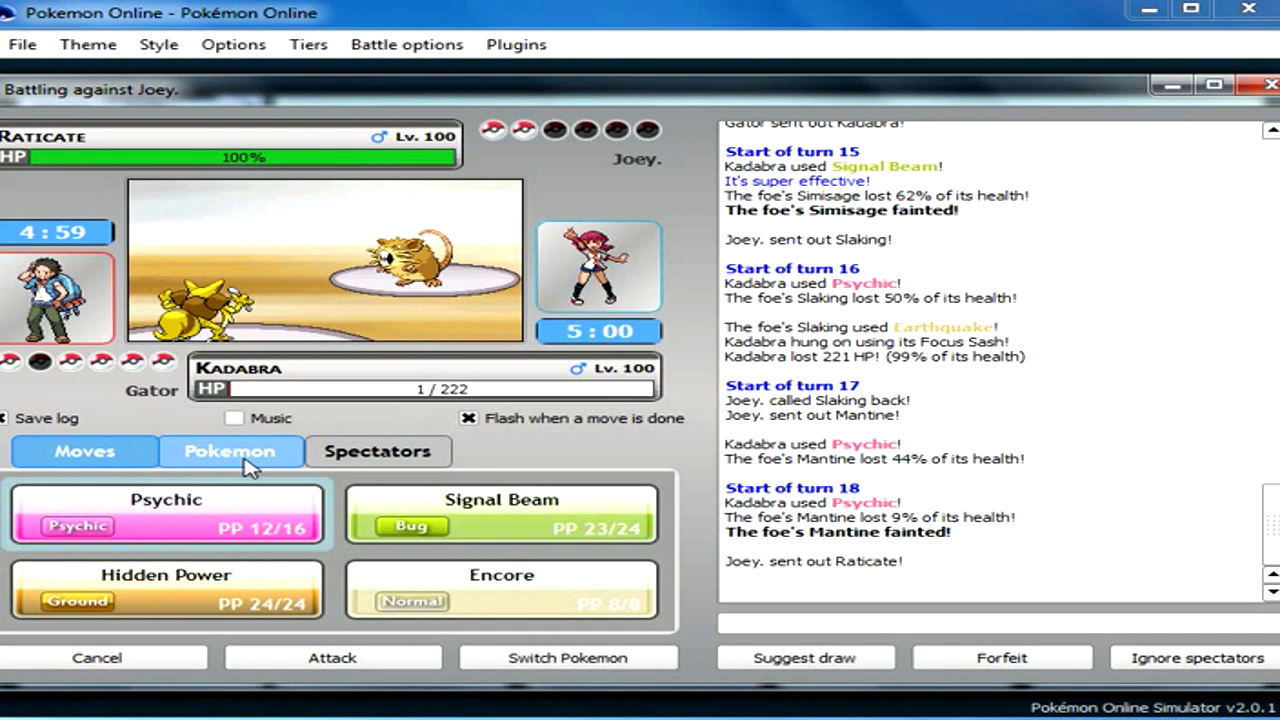 Pokemon Online - Pokémon Online
File Theme Style Options Tiers Battle options Plugins
Battling against Joey.
RATICATE Lv. 100
HP 100%
Joey.
4:59
5:00
KADABRA Lv. 100
HP 1 / 222
Gator
Save log Music Flash when a move is done
Moves Pokemon Spectators
Psychic
Psychic PP 12/16
Signal Beam
Bug PP 23/24
Hidden Power
Ground PP 24/24
Encore
Normal PP 8/8
Cancel Attack Switch Pokemon
Gator sent out Kadabra!
Start of turn 15
Kadabra used Signal Beam!
It's super effective!
The foe's Simisage lost 62% of its health!
The foe's Simisage fainted!
Joey. sent out Slaking!
Start of turn 16
Kadabra used Psychic!
The foe's Slaking lost 50% of its health!
The foe's Slaking used Earthquake!
Kadabra hung on using its Focus Sash!
Kadabra lost 221 HP! (99% of its health)
Start of turn 17
Joey. called Slaking back!
Joey. sent out Mantine!
Kadabra used Psychic!
The foe's Mantine lost 44% of its health!
Start of turn 18
Kadabra used Psychic!
The foe's Mantine lost 9% of its health!
The foe's Mantine fainted!
Joey. sent out Raticate!
Suggest draw Forfeit Ignore spectators
Pokémon Online Simulator v2.0.1